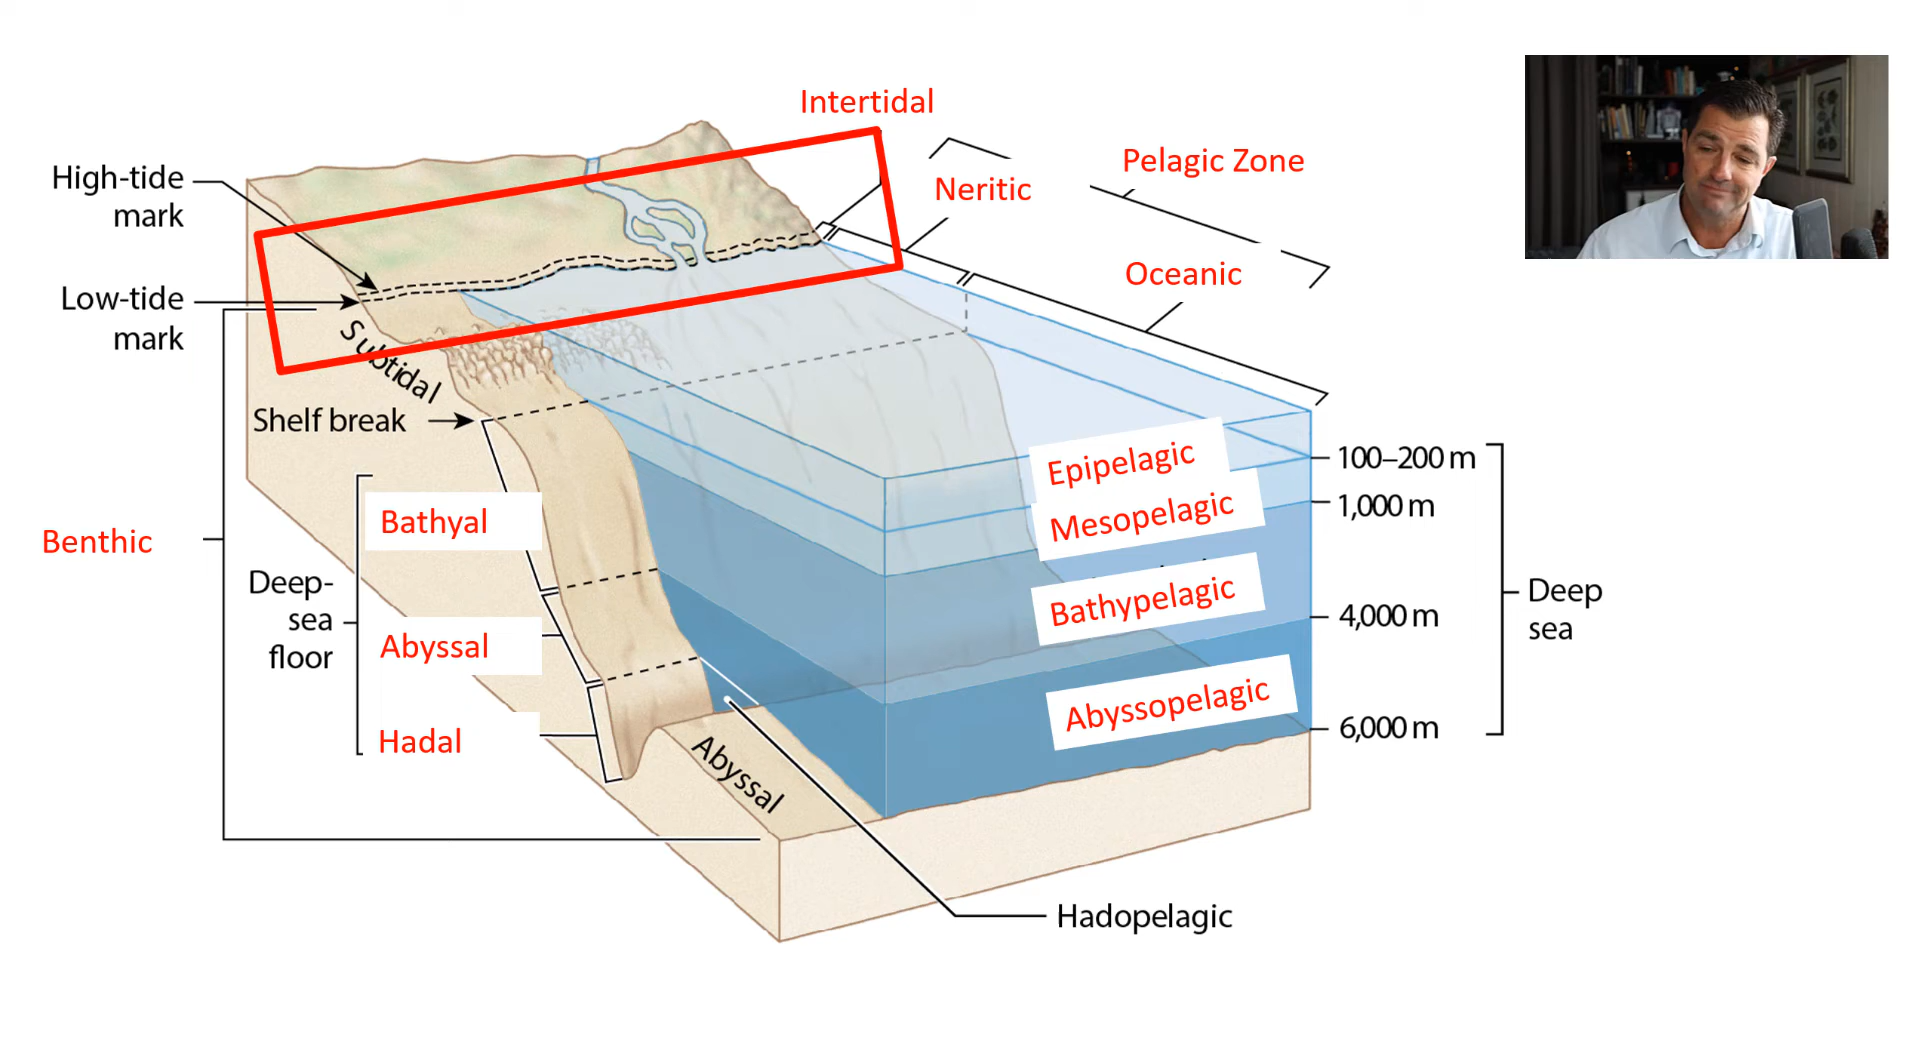 Intertidal
High-tide
mark
Pelagic Zone
Neritic
Oceanic
Low-tide
mark
Subtidal
Shelf break
Epipelagic
100–200 m
Mesopelagic
1,000 m
Bathyal
Benthic
Deep-
sea
floor
Bathypelagic
4,000 m
Deep
sea
Abyssal
Abyssopelagic
6,000 m
Hadal
Abyssal
Hadopelagic